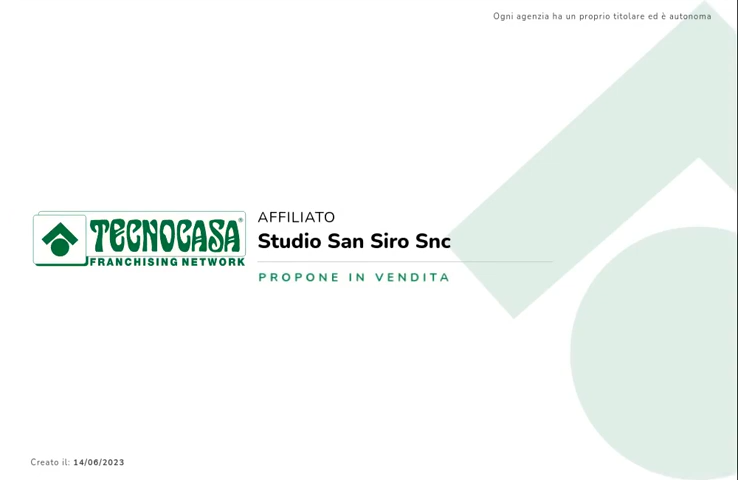 Ogni agenzia ha un proprio titolare ed è autonoma
TECNOCASA®
FRANCHISING NETWORK
AFFILIATO
Studio San Siro Snc
PROPONE IN VENDITA
Creato il: 14/06/2023